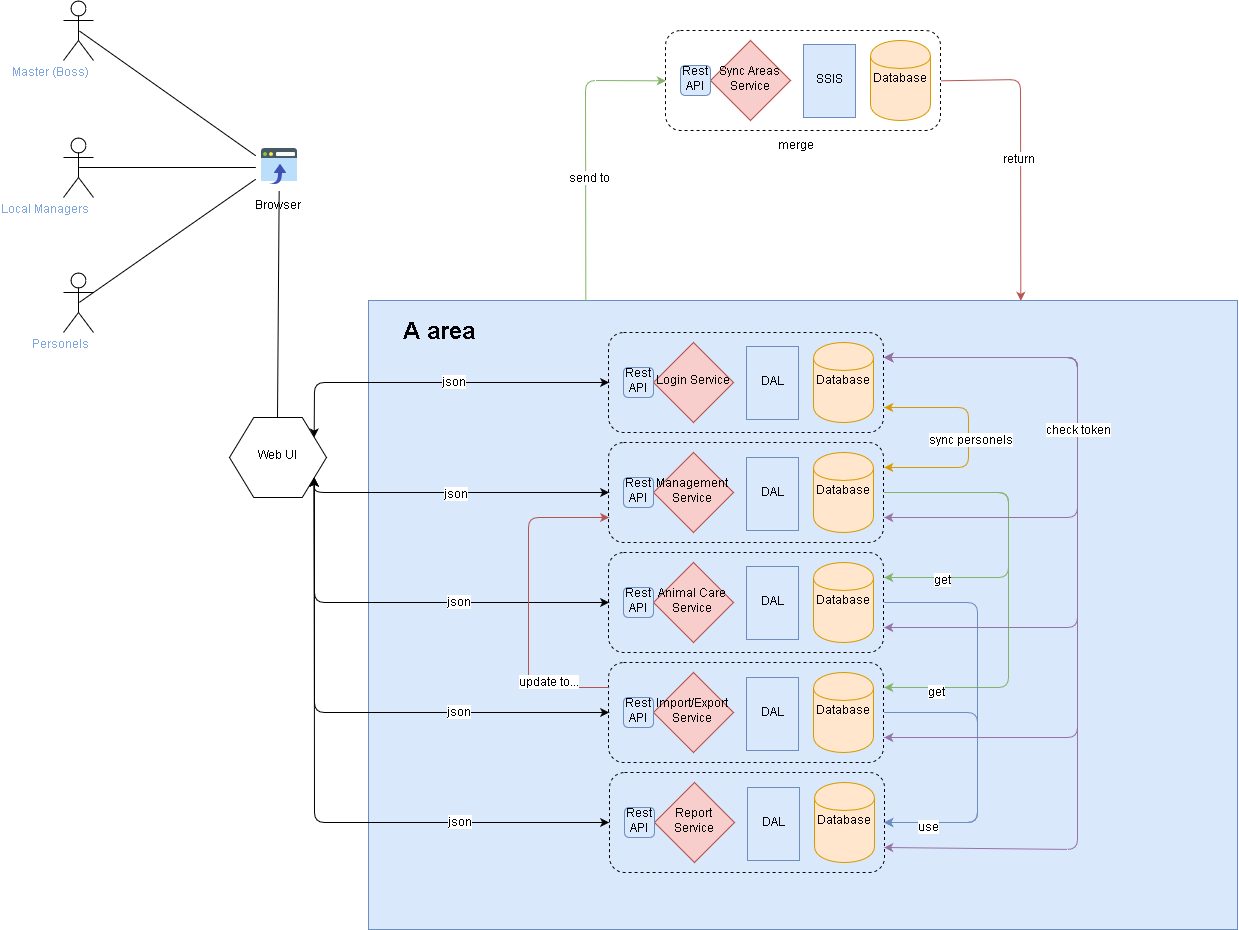 Master (Boss)
Local Managers
Personels
Browser
Web UI
Rest
API
Sync Areas
Service
SSIS
Database
merge
send to
return
A area
json
Rest
API
Login Service
DAL
Database
check token
sync personels
json
Rest
API
Management
Service
DAL
Database
get
json
Rest
API
Animal Care
Service
DAL
Database
update to...
get
json
Rest
API
Import/Export
Service
DAL
Database
json
Rest
API
Report
Service
DAL
Database
use